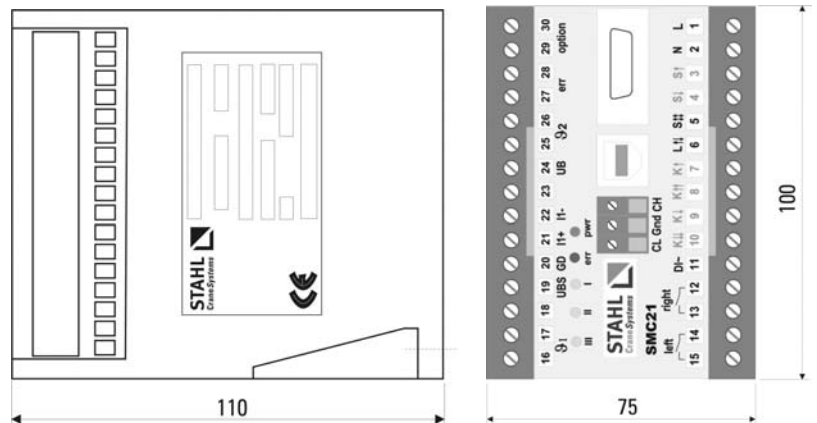 STAHL
CraneSystems
CE
110
30
29 option
28
27 err
26
25 ϑ2
24 UB
23
22 I1-
21 I1+
20 GD
19 UBS
18
17
16 ϑ1
pwr
err
I
II
III
CL Gnd CH
STAHL
CraneSystems
SMC21
L 1
N 2
S↑ 3
S↓ 4
S⇅ 5
L⇅ 6
K↑ 7
K⇈ 8
K↓ 9
K⇊ 10
DI~ 11
right 12
13
left 14
15
75
100